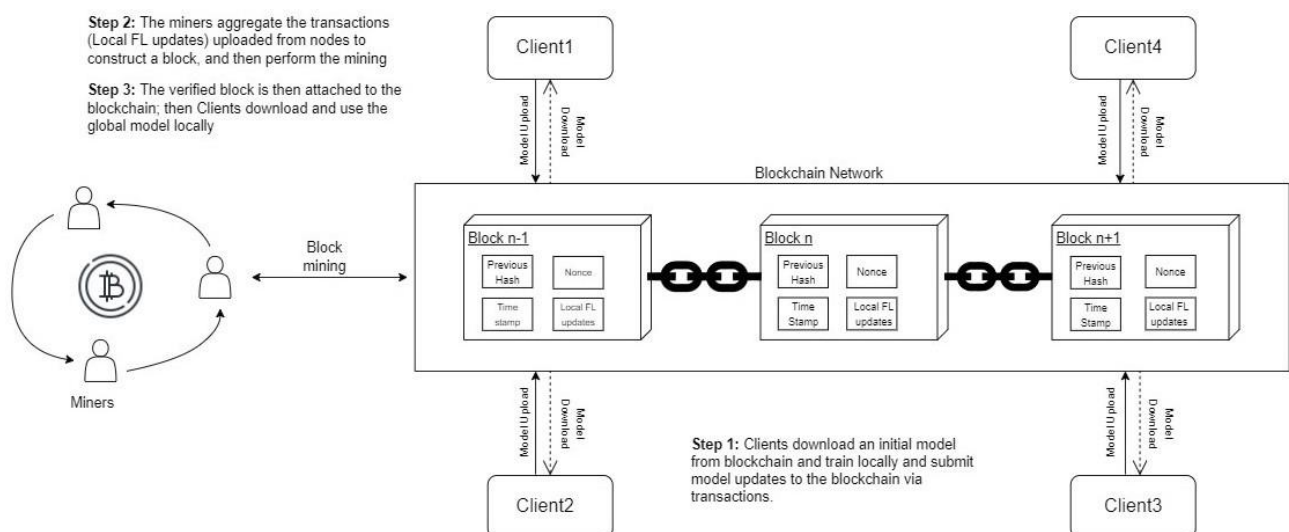 Step 2: The miners aggregate the transactions
(Local FL updates) uploaded from nodes to
construct a block, and then perform the mining
Step 3: The verified block is then attached to the
blockchain; then Clients download and use the
global model locally
Client1
Client4
Model Upload
Model
Download
Model Upload
Model
Download
Blockchain Network
Block
mining
Miners
Block n-1
Previous
Hash
Nonce
Time
stamp
Local FL
updates
Block n
Previous
Hash
Nonce
Time
Stamp
Local FL
updates
Block n+1
Previous
Hash
Nonce
Time
Stamp
Local FL
updates
Model Upload
Model
Download
Model Upload
Model
Download
Step 1: Clients download an initial model
from blockchain and train locally and submit
model updates to the blockchain via
transactions.
Client2
Client3